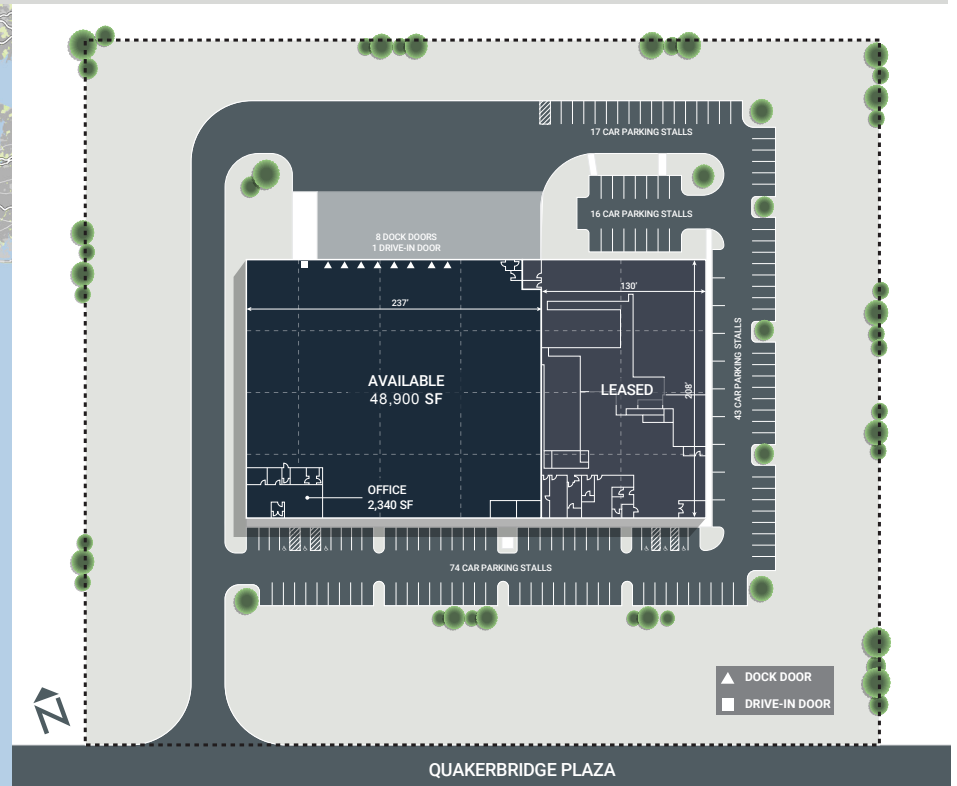 17 CAR PARKING STALLS
16 CAR PARKING STALLS
8 DOCK DOORS
1 DRIVE-IN DOOR
130'
237'
43 CAR PARKING STALLS
AVAILABLE
48,900 SF
LEASED
208'
OFFICE
2,340 SF
74 CAR PARKING STALLS
DOCK DOOR
DRIVE-IN DOOR
N
QUAKERBRIDGE PLAZA